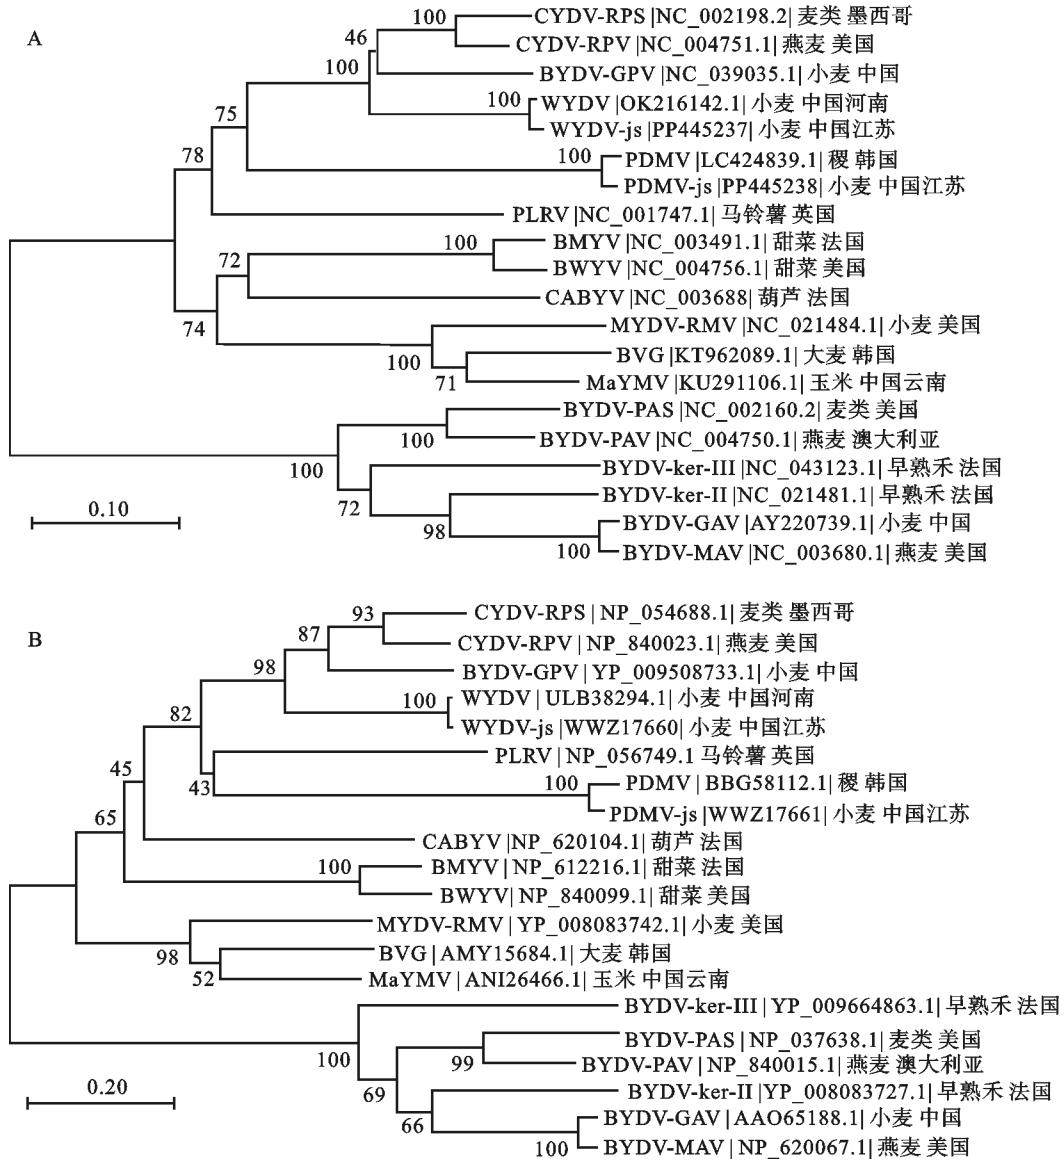 A
100
CYDV-RPS |NC_002198.2| 麦类 墨西哥
46
CYDV-RPV |NC_004751.1| 燕麦 美国
100
BYDV-GPV |NC_039035.1| 小麦 中国
100
WYDV |OK216142.1| 小麦 中国河南
75
WYDV-js |PP445237| 小麦 中国江苏
78
100
PDMV |LC424839.1| 稷 韩国
PDMV-js |PP445238| 小麦 中国江苏
PLRV |NC_001747.1| 马铃薯 英国
100
BMYV |NC_003491.1| 甜菜 法国
72
BWYV |NC_004756.1| 甜菜 美国
CABYV |NC_003688| 葫芦 法国
74
MYDV-RMV |NC_021484.1| 小麦 美国
100
BVG |KT962089.1| 大麦 韩国
71
MaYMV |KU291106.1| 玉米 中国云南
BYDV-PAS |NC_002160.2| 麦类 美国
100
BYDV-PAV |NC_004750.1| 燕麦 澳大利亚
100
BYDV-ker-III |NC_043123.1| 早熟禾 法国
72
BYDV-ker-II |NC_021481.1| 早熟禾 法国
0.10
98
BYDV-GAV |AY220739.1| 小麦 中国
100
BYDV-MAV |NC_003680.1| 燕麦 美国
B
93
CYDV-RPS | NP_054688.1| 麦类 墨西哥
87
CYDV-RPV | NP_840023.1| 燕麦 美国
98
BYDV-GPV | YP_009508733.1| 小麦 中国
100
WYDV | ULB38294.1| 小麦 中国河南
82
WYDV-js |WWZ17660| 小麦 中国江苏
PLRV | NP_056749.1 马铃薯 英国
45
43
100
PDMV | BBG58112.1| 稷 韩国
65
PDMV-js |WWZ17661| 小麦 中国江苏
CABYV |NP_620104.1| 葫芦 法国
100
BMYV | NP_612216.1| 甜菜 法国
BWYV| NP_840099.1| 甜菜 美国
MYDV-RMV | YP_008083742.1| 小麦 美国
98
BVG | AMY15684.1| 大麦 韩国
52
MaYMV | ANI26466.1| 玉米 中国云南
BYDV-ker-III | YP_009664863.1| 早熟禾 法国
100
BYDV-PAS | NP_037638.1| 麦类 美国
99
BYDV-PAV | NP_840015.1| 燕麦 澳大利亚
0.20
69
BYDV-ker-II |YP_008083727.1| 早熟禾 法国
66
BYDV-GAV | AAO65188.1| 小麦 中国
100
BYDV-MAV | NP_620067.1| 燕麦 美国